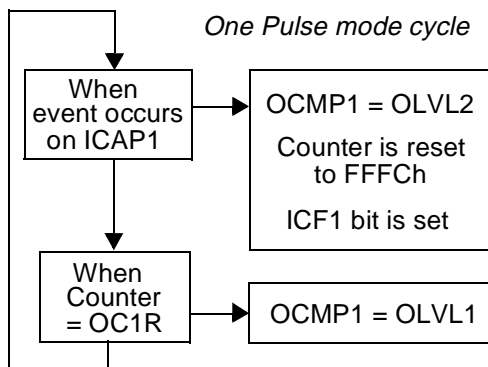 One Pulse mode cycle
When
event occurs
on ICAP1
OCMP1 = OLVL2
Counter is reset
to FFFCh
ICF1 bit is set
When
Counter
= OC1R
OCMP1 = OLVL1